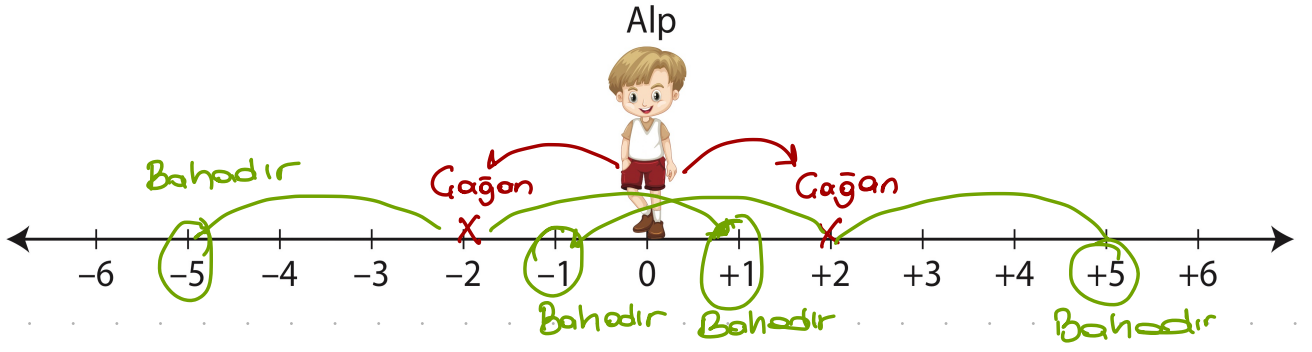 Alp
Bahadır
Çağan
Çağan
−6 −5 −4 −3 −2 −1 0 +1 +2 +3 +4 +5 +6
Bahadır Bahadır Bahadır